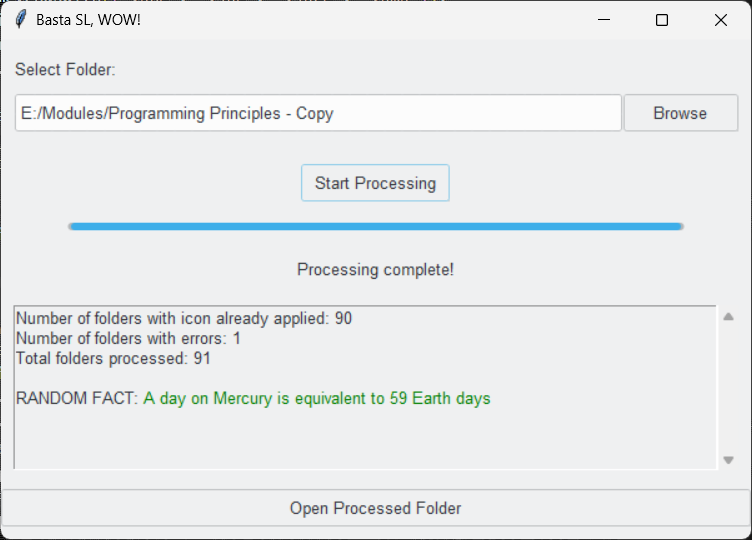 Basta SL, WOW!
Select Folder:
E:/Modules/Programming Principles - Copy
Browse
Start Processing
Processing complete!
Number of folders with icon already applied: 90
Number of folders with errors: 1
Total folders processed: 91
RANDOM FACT: A day on Mercury is equivalent to 59 Earth days
Open Processed Folder